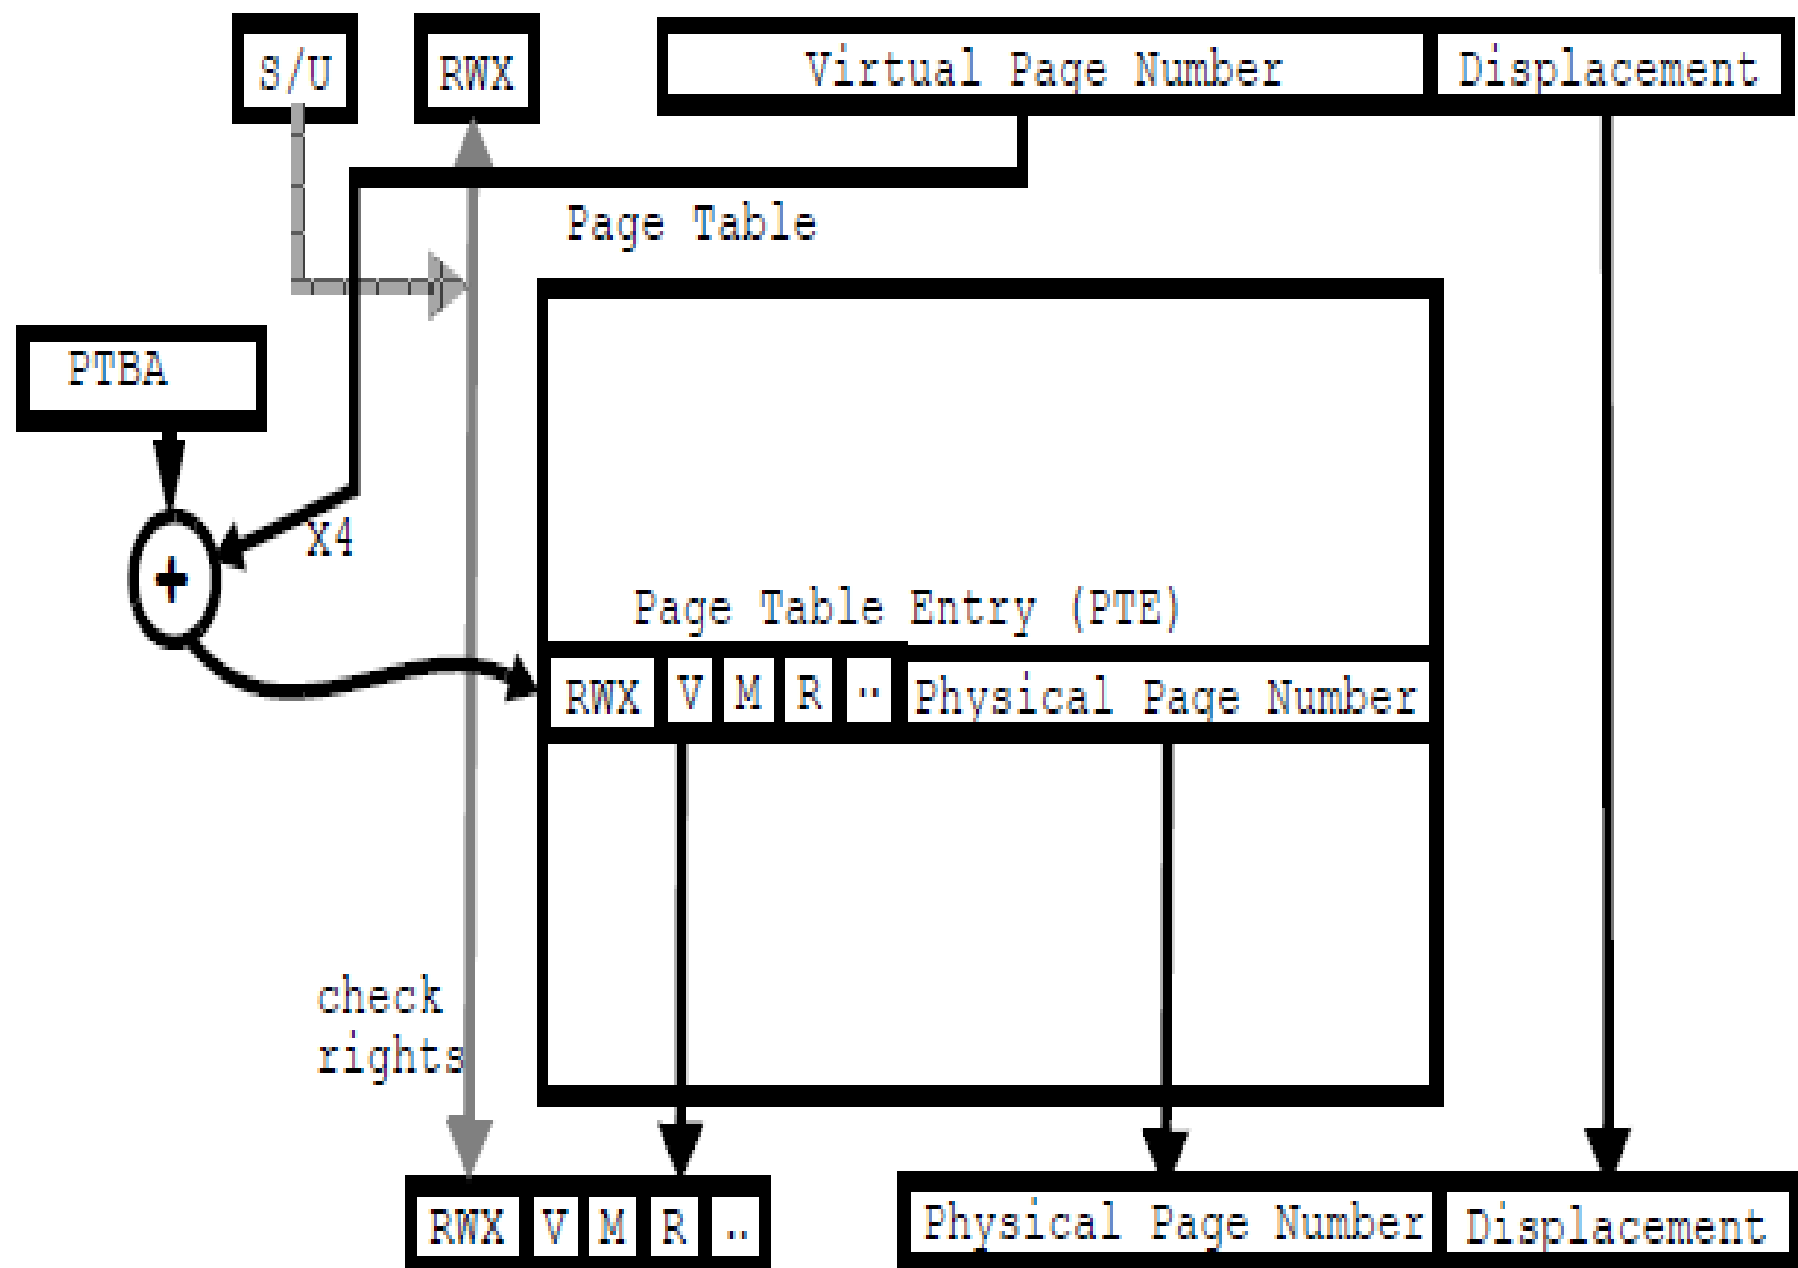 S/U RWX Virtual Page Number Displacement
Page Table
PTBA
X4
+
Page Table Entry (PTE)
RWX V M R .. Physical Page Number
check
rights
RWX V M R .. Physical Page Number Displacement